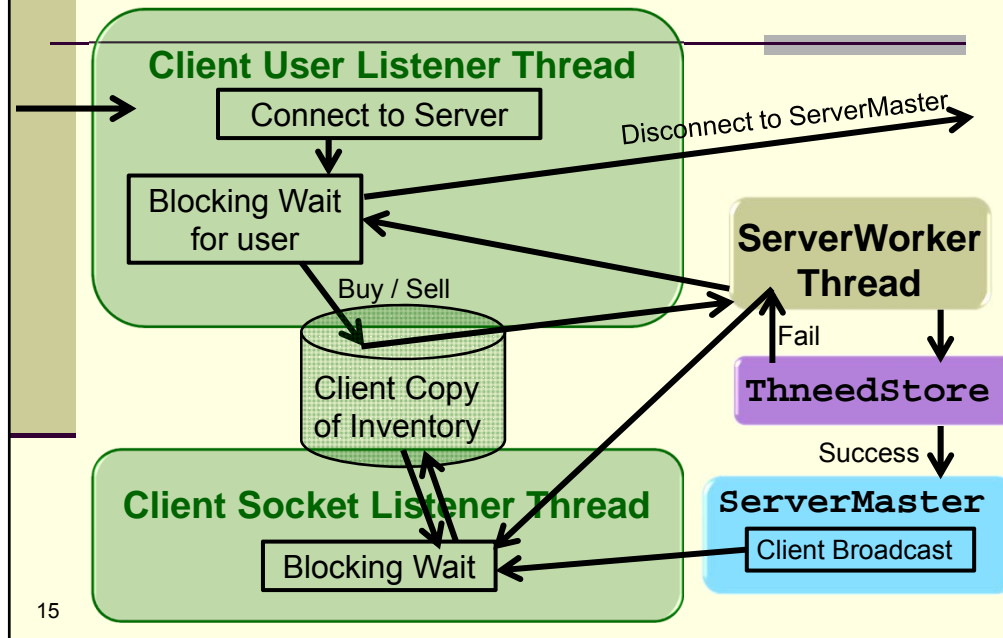 Client User Listener Thread
Connect to Server
Disconnect to ServerMaster
Blocking Wait
for user
Buy / Sell
ServerWorker
Thread
Fail
ThneedStore
Client Copy
of Inventory
Success
Client Socket Listener Thread
Blocking Wait
ServerMaster
Client Broadcast
15